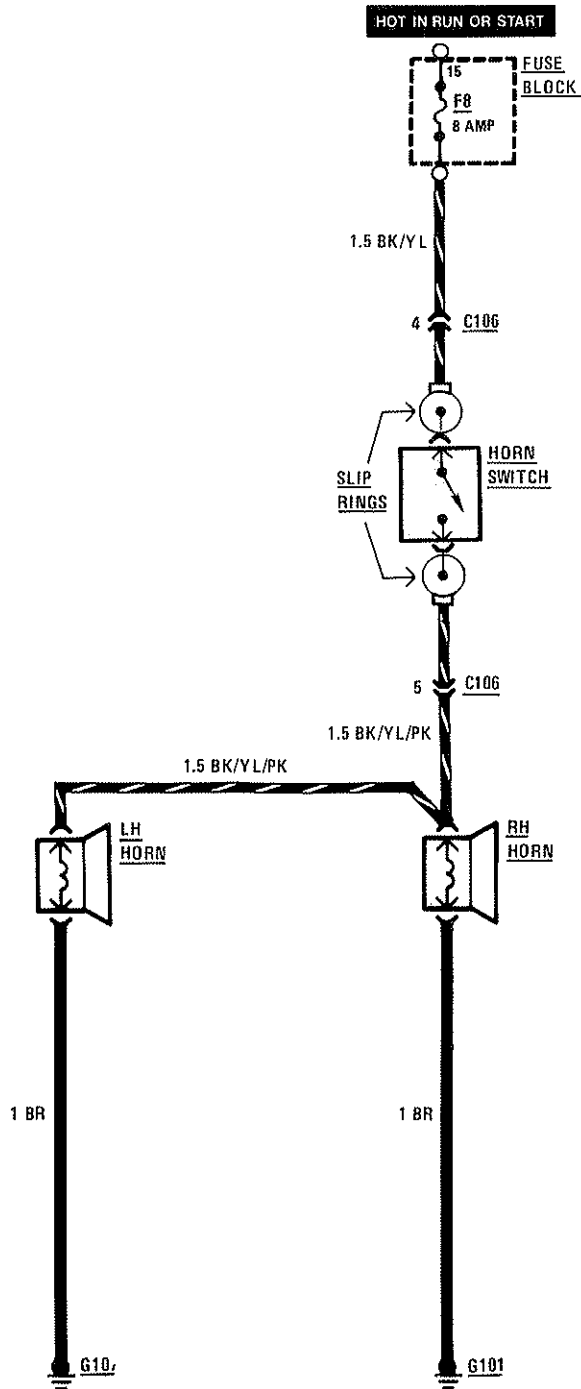 HOT IN RUN OR START
15
F8
8 AMP
FUSE
BLOCK
1.5 BK/YL
4
C106
SLIP
RINGS
HORN
SWITCH
5
C106
1.5 BK/YL/PK
1.5 BK/YL/PK
LH
HORN
RH
HORN
1 BR
1 BR
G101